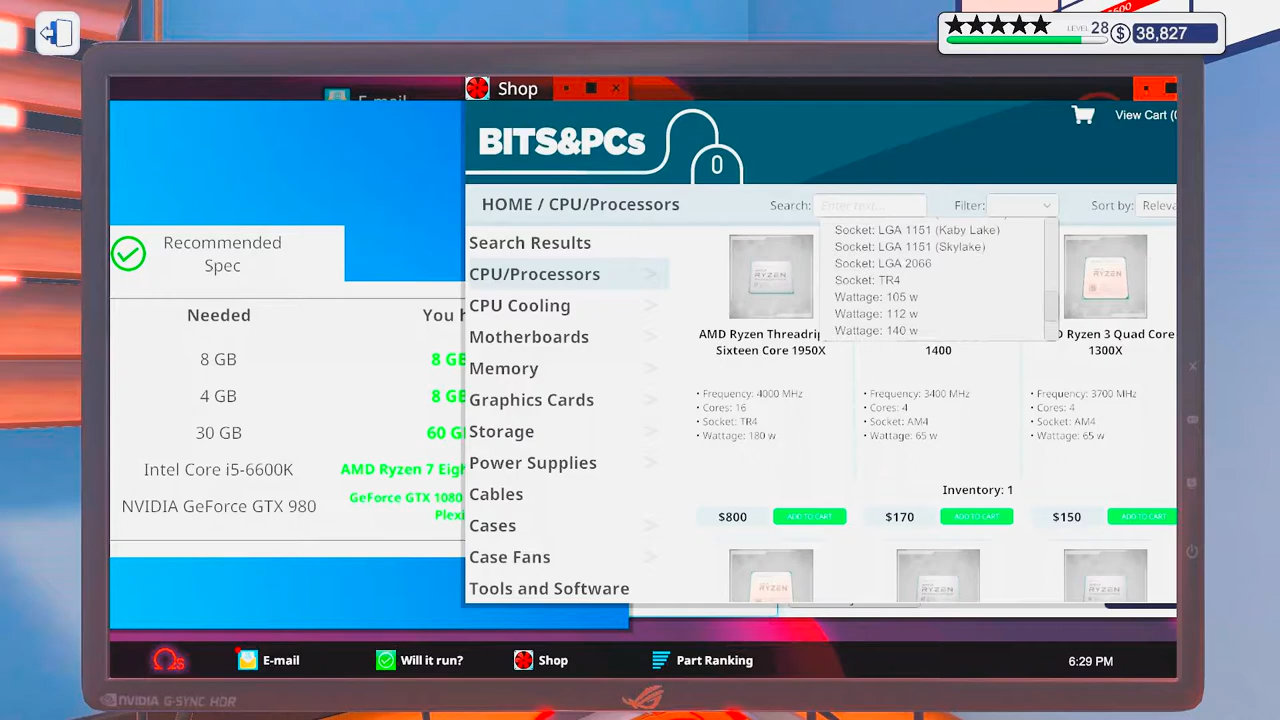 LEVEL 28
$ 38,827
Shop
BITS&PCs
View Cart (
HOME / CPU/Processors
Search: Enter text...
Filter:
Sort by: Releva
Recommended
Spec
Needed
You h
8 GB
8 GB
4 GB
8 GB
30 GB
60 G
Intel Core i5-6600K
AMD Ryzen 7 Eigh
NVIDIA GeForce GTX 980
GeForce GTX 1080
Plexi
Search Results
CPU/Processors
CPU Cooling
Motherboards
Memory
Graphics Cards
Storage
Power Supplies
Cables
Cases
Case Fans
Tools and Software
Socket: LGA 1151 (Kaby Lake)
Socket: LGA 1151 (Skylake)
Socket: LGA 2066
Socket: TR4
Wattage: 105 w
Wattage: 112 w
Wattage: 140 w
AMD Ryzen Threadrip
Sixteen Core 1950X
• Frequency: 4000 MHz
• Cores: 16
• Socket: TR4
• Wattage: 180 w
$800
ADD TO CART
1400
• Frequency: 3400 MHz
• Cores: 4
• Socket: AM4
• Wattage: 65 w
Inventory: 1
$170
ADD TO CART
D Ryzen 3 Quad Core
1300X
• Frequency: 3700 MHz
• Cores: 4
• Socket: AM4
• Wattage: 65 w
$150
ADD TO CART
RYZEN
RYZEN
RYZEN
RYZEN
RYZEN
E-mail
Will it run?
Shop
Part Ranking
6:29 PM
NVIDIA G-SYNC HDR